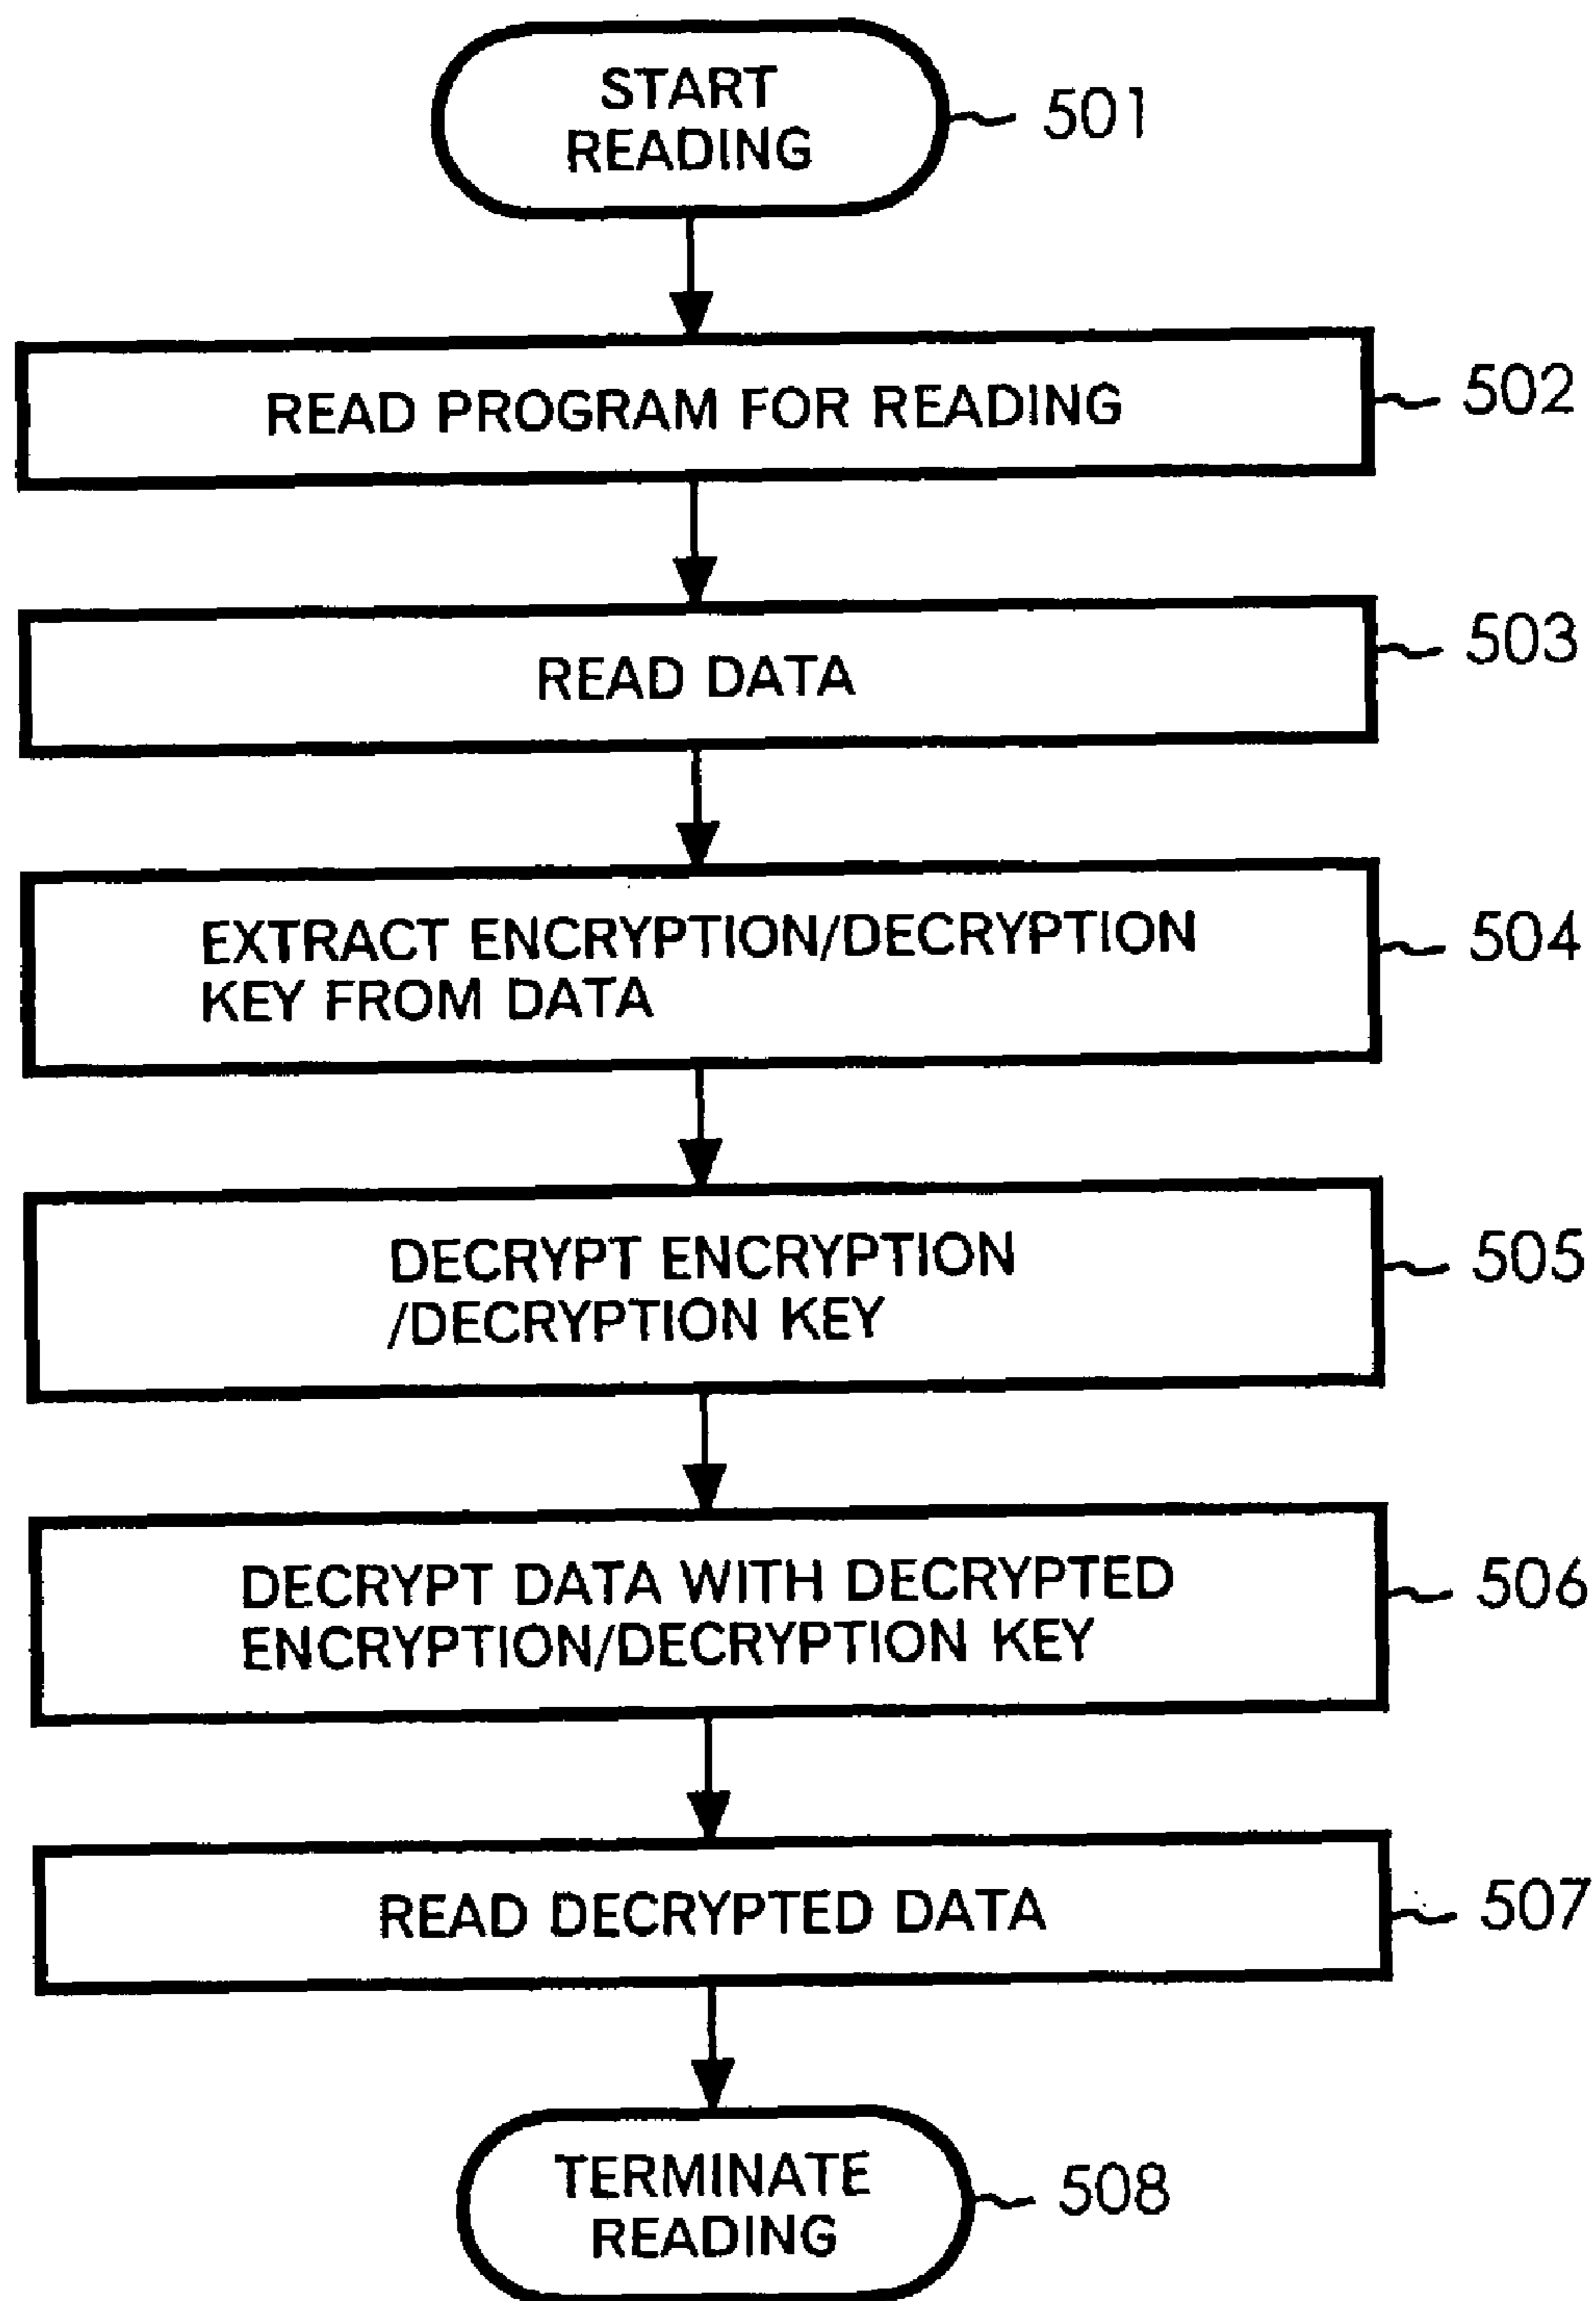 START
READING
501
READ PROGRAM FOR READING
502
READ DATA
503
EXTRACT ENCRYPTION/DECRYPTION
KEY FROM DATA
504
DECRYPT ENCRYPTION
/DECRYPTION KEY
505
DECRYPT DATA WITH DECRYPTED
ENCRYPTION/DECRYPTION KEY
506
READ DECRYPTED DATA
507
TERMINATE
READING
508